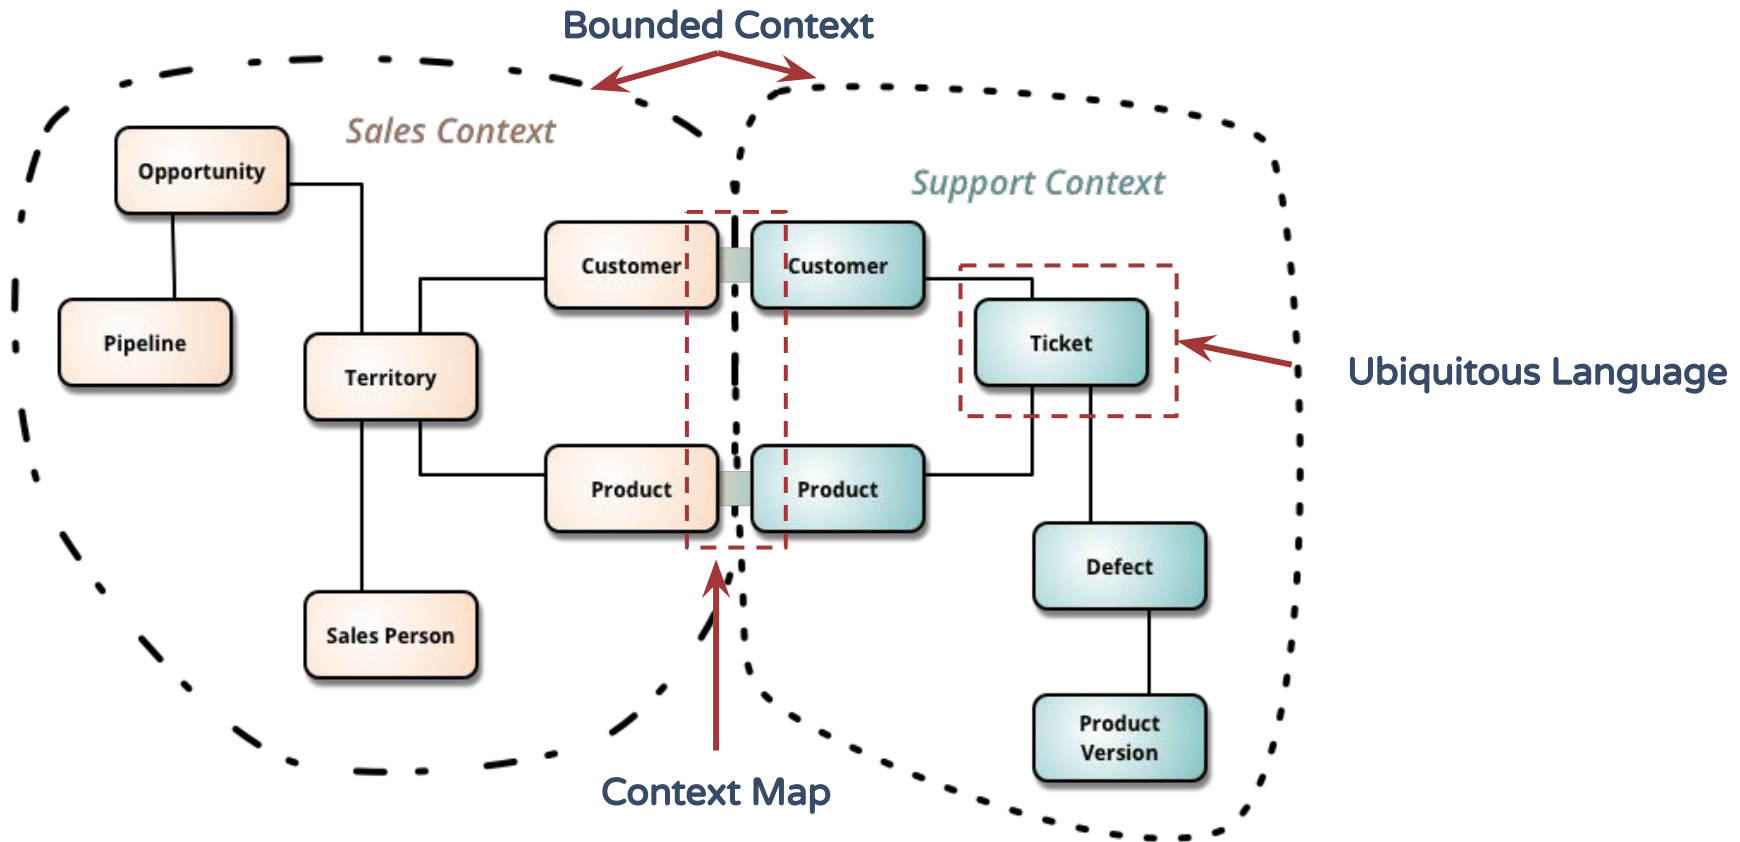 Bounded Context
Sales Context
Support Context
Opportunity
Customer
Customer
Pipeline
Territory
Ticket
Ubiquitous Language
Product
Product
Defect
Sales Person
Product
Version
Context Map